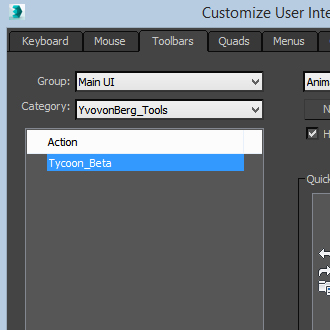 Customize User Inte
Keyboard Mouse Toolbars Quads Menus
Group: Main UI Anim
Category: YvovonBerg_Tools N
H
Action
Tycoon_Beta
Quick